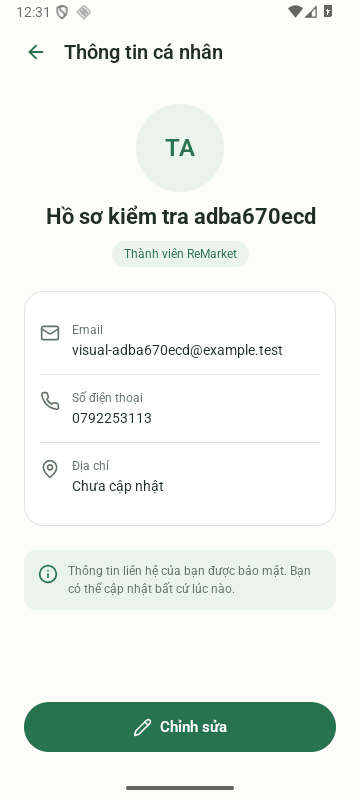 12:31
Thông tin cá nhân
TA
Hồ sơ kiểm tra adba670ecd
Thành viên ReMarket
Email
visual-adba670ecd@example.test
Số điện thoại
0792253113
Địa chỉ
Chưa cập nhật
Thông tin liên hệ của bạn được bảo mật. Bạn
có thể cập nhật bất cứ lúc nào.
Chỉnh sửa